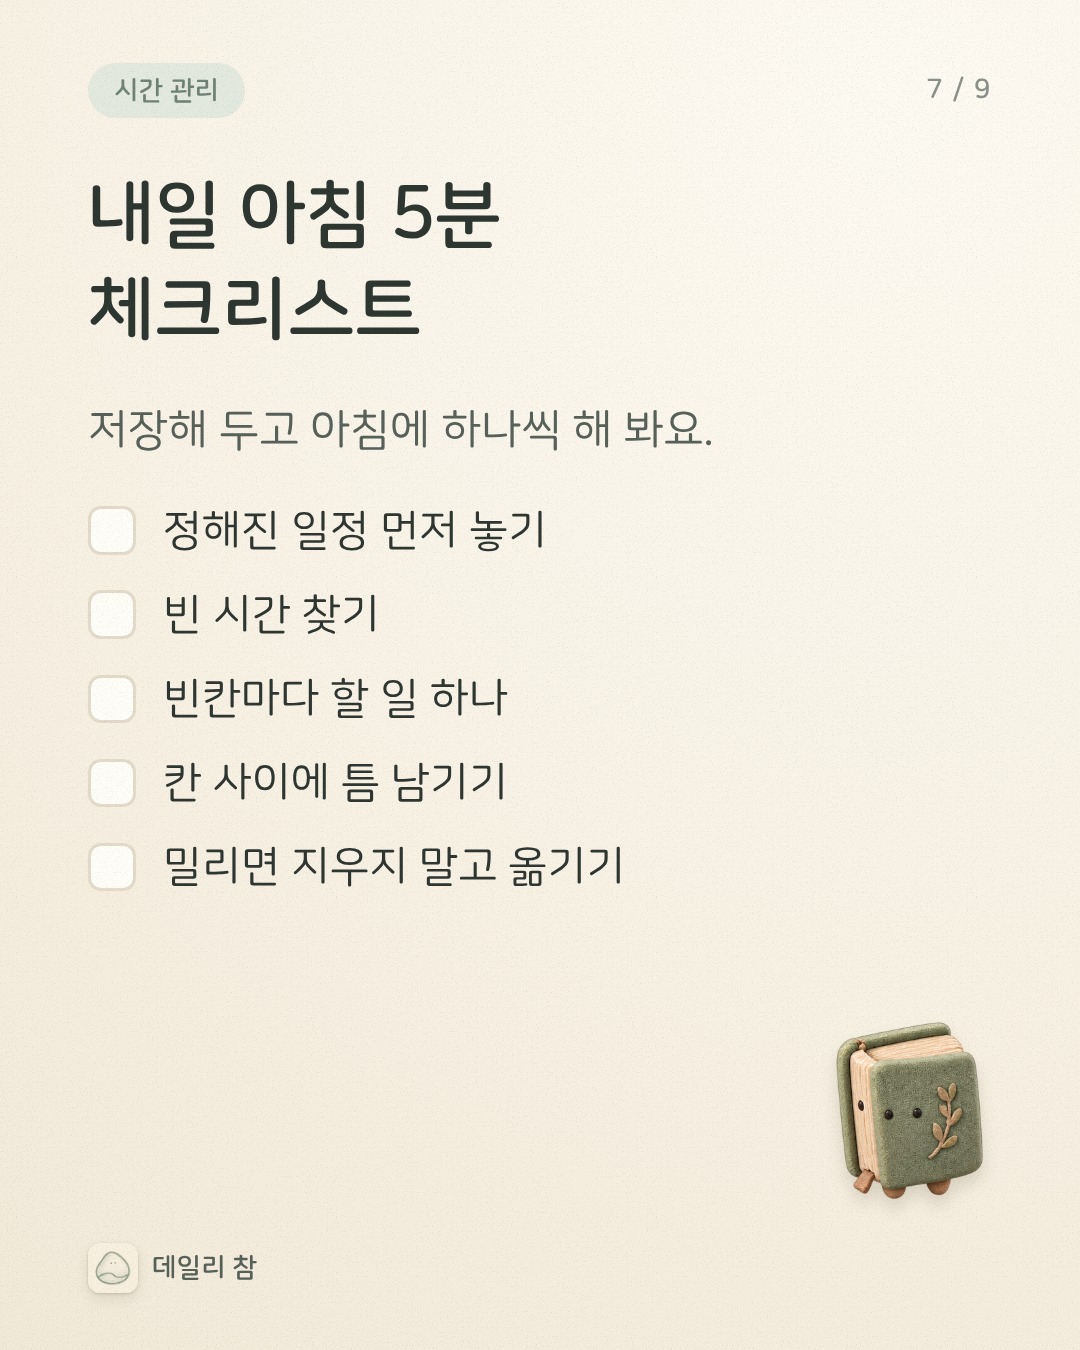 시간 관리
7 / 9
내일 아침 5분
체크리스트
저장해 두고 아침에 하나씩 해 봐요.
정해진 일정 먼저 놓기
빈 시간 찾기
빈칸마다 할 일 하나
칸 사이에 틈 남기기
밀리면 지우지 말고 옮기기
데일리 참